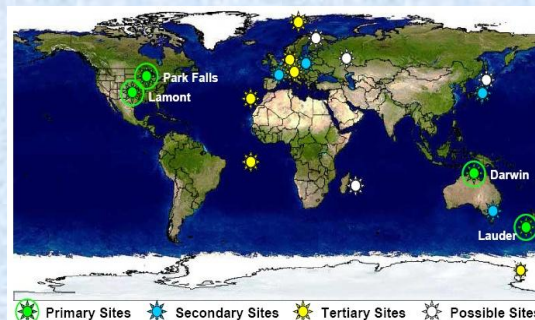 Park Falls
Lamont
Darwin
Lauder
Primary Sites
Secondary Sites
Tertiary Sites
Possible Sites